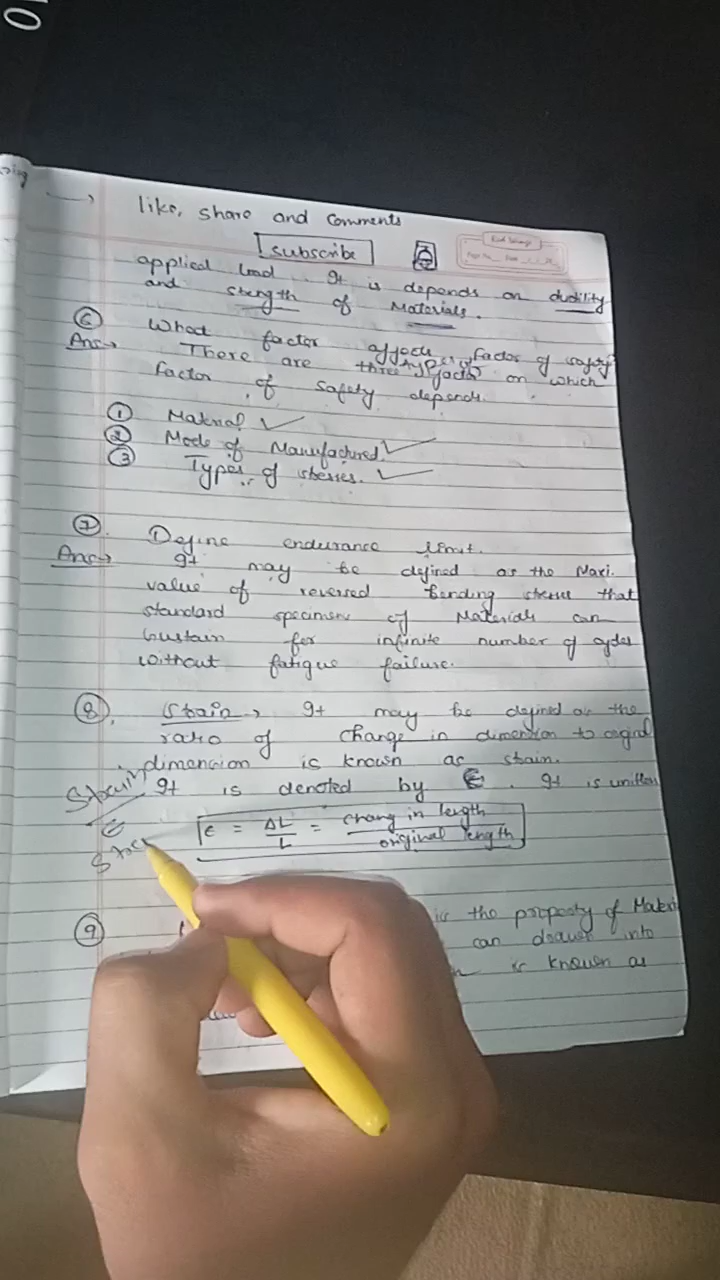 like, share and Comments
subscribe
applied load. It is depends on ductility
and strength of Materials.
6 What factor affects factor of safety
Ans→ There are three types factor on which
factor of safety depends.
1 Material
2 Mode of Manufactured.
3 Types of stresses.
7. Define endurance limit.
Ans→ It may be defined as the Maxi.
value of reversed bending stress that
standard specimens of Materials can
sustain for infinite number of cycles
without fatigue failure.
8. Strain → It may be defined as the
ratio of change in dimension to
dimension is known as strain.
Strain It is denoted by ϵ. It is unitless
ϵ
ϵ = ΔL/L = chang in length / original length
9 is the property of
can drawn into
is known as